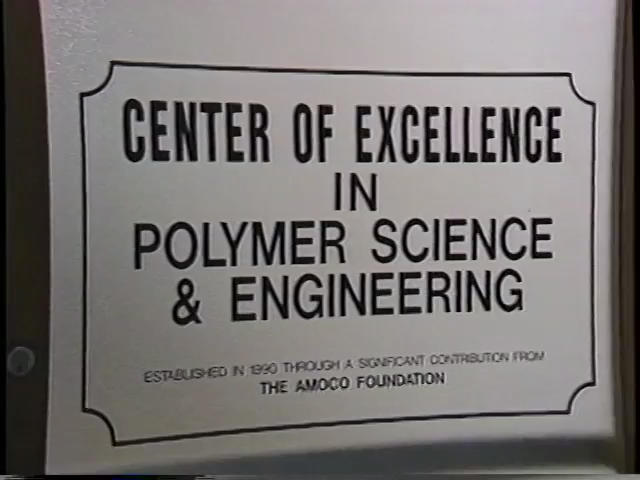 CENTER OF EXCELLENCE
IN
POLYMER SCIENCE
& ENGINEERING
ESTABLISHED IN 1990 THROUGH A SIGNIFICANT CONTRIBUTION FROM
THE AMOCO FOUNDATION